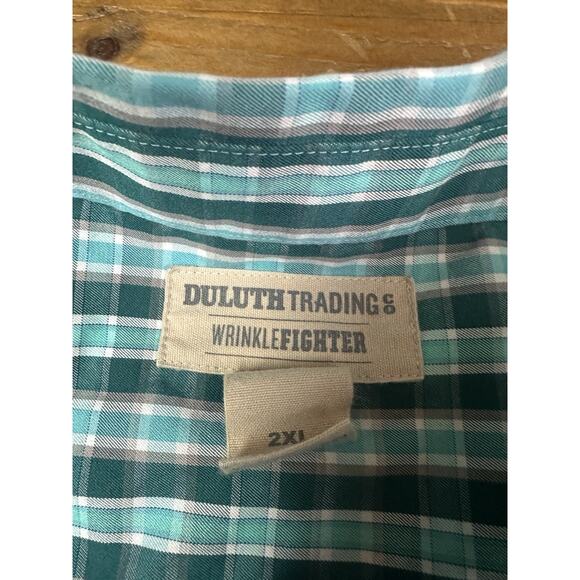 DULUTH TRADING CO
WRINKLEFIGHTER
2XL